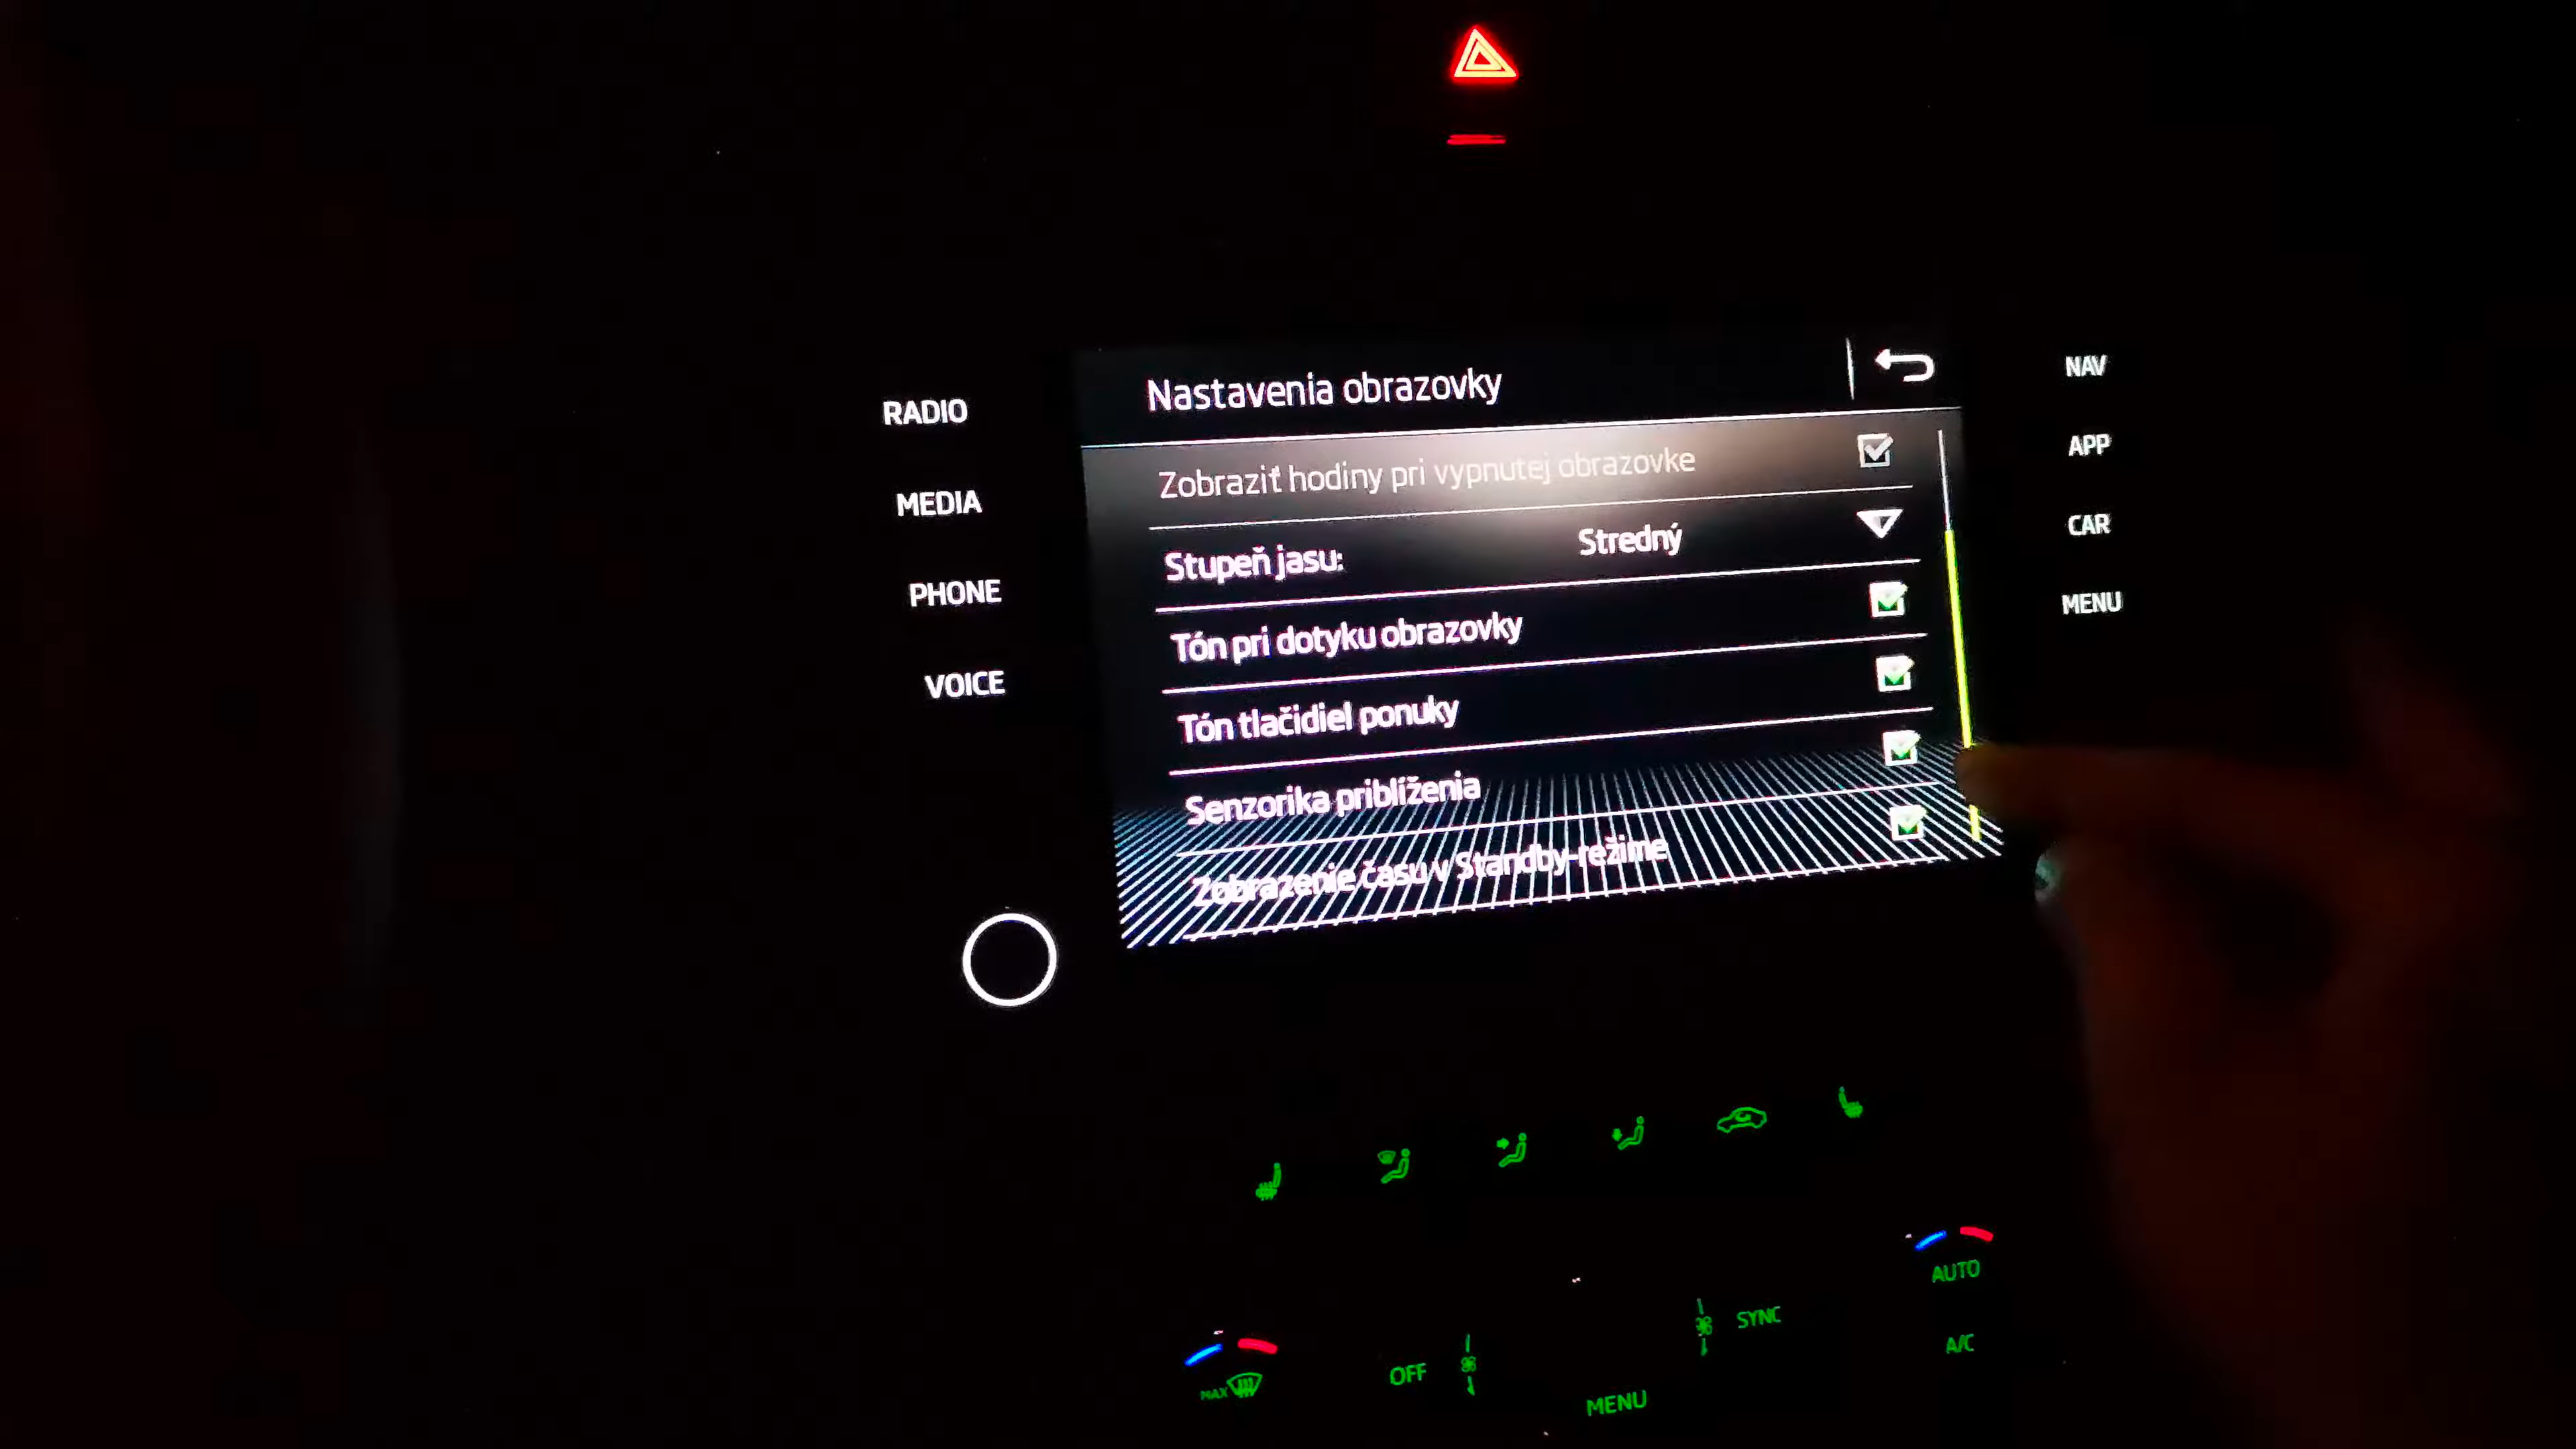 RADIO
MEDIA
PHONE
VOICE
Nastavenia obrazovky
Zobraziť hodiny pri vypnutej obrazovke
Stupeň jasu: Stredný
Tón pri dotyku obrazovky
Tón tlačidiel ponuky
Senzorika priblíženia
Zobrazenie času v Standby-režime
NAV
APP
CAR
MENU
AUTO
SYNC
A/C
OFF
MAX
MENU